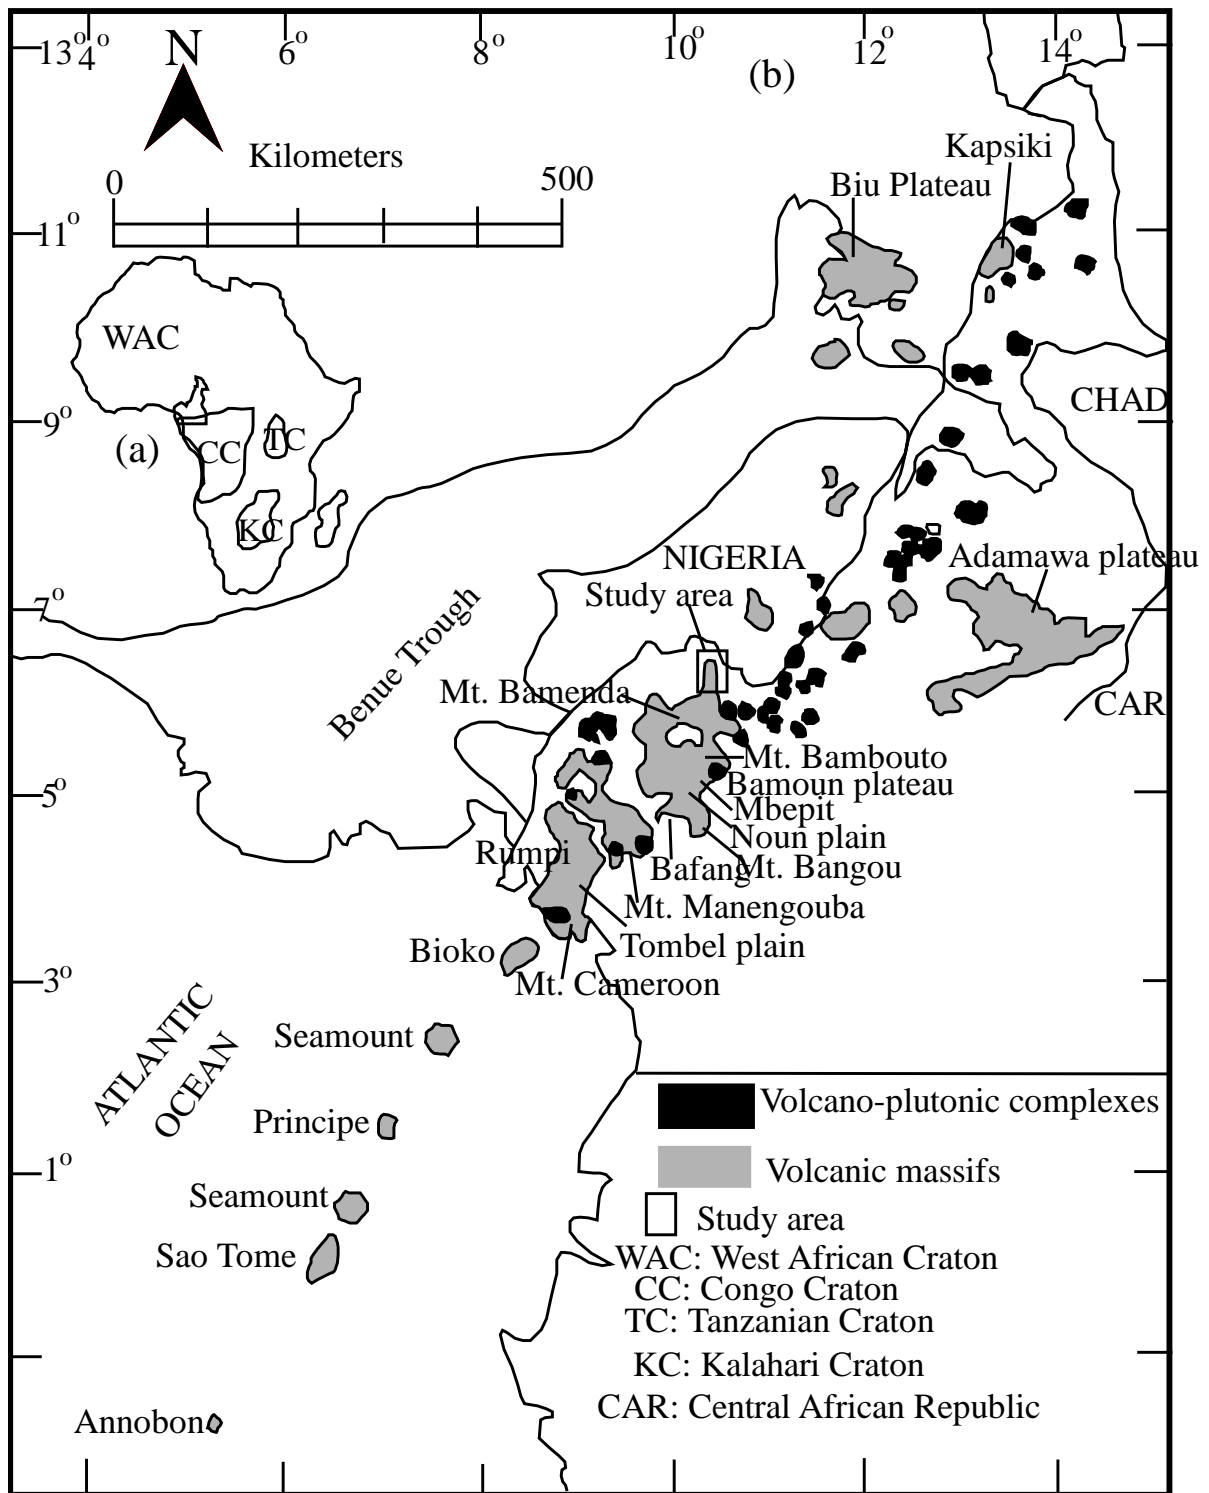 13° 4° N 6° 8° 10° 12° 14°
(b)
Kapsiki
Kilometers
Biu Plateau
0 500
11°
WAC
CHAD
9°
(a) CC TC
KC
NIGERIA
Adamawa plateau
Study area
7°
Benue Trough
Mt. Bamenda
CAR
Mt. Bambouto
Bamoun plateau
5°
Mbepit
Noun plain
Rumpi
Bafang
Mt. Bangou
Mt. Manengouba
Tombel plain
Bioko
Mt. Cameroon
3°
ATLANTIC
OCEAN
Seamount
Principe
Volcano-plutonic complexes
1°
Volcanic massifs
Seamount
Study area
Sao Tome
WAC: West African Craton
CC: Congo Craton
TC: Tanzanian Craton
KC: Kalahari Craton
CAR: Central African Republic
Annobon